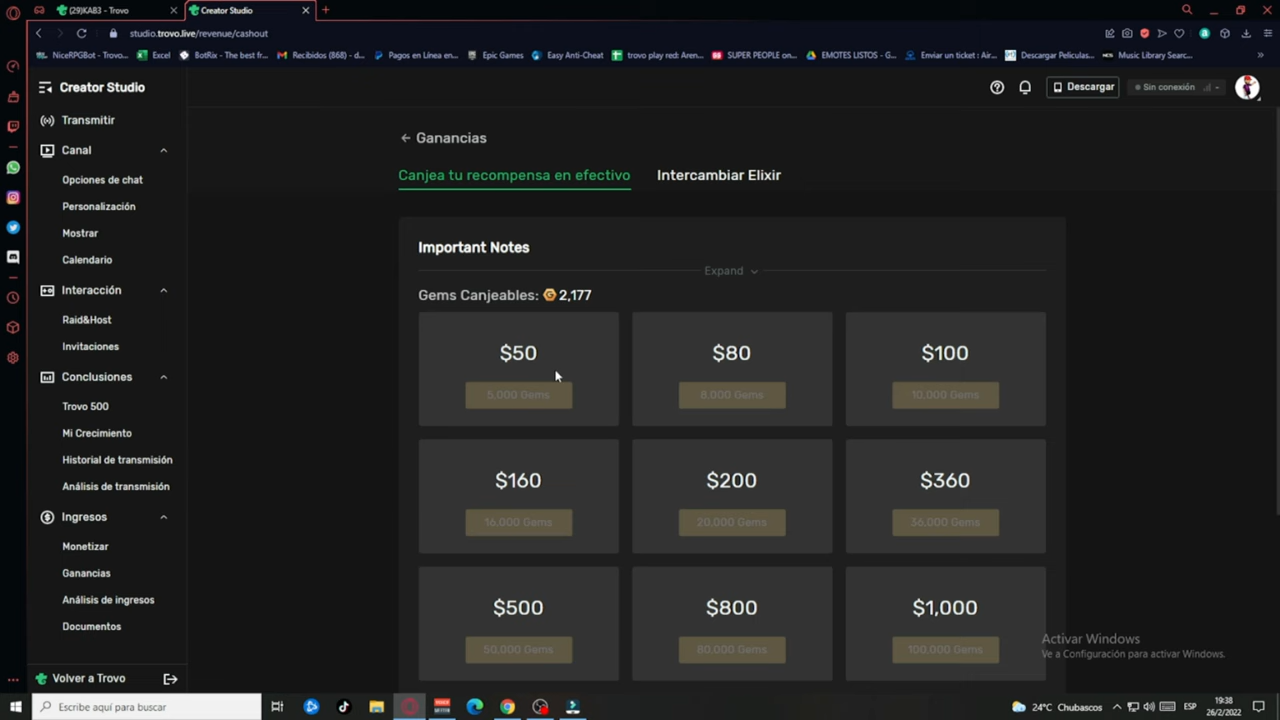 (29)KAB3 - Trovo
Creator Studio
studio.trovo.live/revenue/cashout
NiceRPGBot - Trovo...
Excel
BotRix - The best fr...
Recibidos (868) - d...
Pagos en Línea en...
Epic Games
Easy Anti-Cheat
trovo play red: Aren...
SUPER PEOPLE on...
EMOTES LISTOS - G...
Enviar un ticket : Air...
Descargar Peliculas...
Music Library Searc...
Creator Studio
Descargar
Sin conexión
Transmitir
Canal
Opciones de chat
Personalización
Mostrar
Calendario
Interacción
Raid&Host
Invitaciones
Conclusiones
Trovo 500
Mi Crecimiento
Historial de transmisión
Análisis de transmisión
Ingresos
Monetizar
Ganancias
Análisis de ingresos
Documentos
Volver a Trovo
← Ganancias
Canjea tu recompensa en efectivo
Intercambiar Elixir
Important Notes
Expand
Gems Canjeables: 2,177
$50
$80
$100
5,000 Gems
8,000 Gems
10,000 Gems
$160
$200
$360
16,000 Gems
20,000 Gems
36,000 Gems
$500
$800
$1,000
50,000 Gems
80,000 Gems
100,000 Gems
Activar Windows
Ve a Configuración para activar Windows.
Escribe aquí para buscar
24°C Chubascos
ESP
19:38
26/2/2022